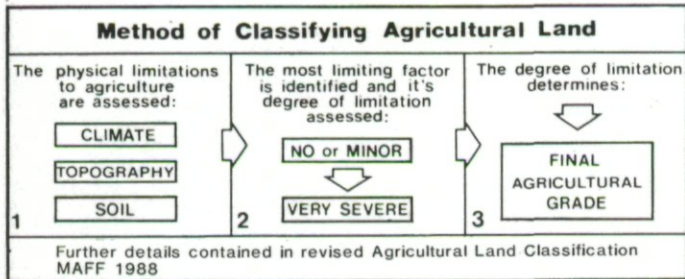 Method of Classifying Agricultural Land
The physical limitations
to agriculture
are assessed:
CLIMATE
TOPOGRAPHY
SOIL
1
The most limiting factor
is identified and it's
degree of limitation
assessed:
NO or MINOR
VERY SEVERE
2
The degree of limitation
determines:
FINAL
AGRICULTURAL
GRADE
3
Further details contained in revised Agricultural Land Classification
MAFF 1988